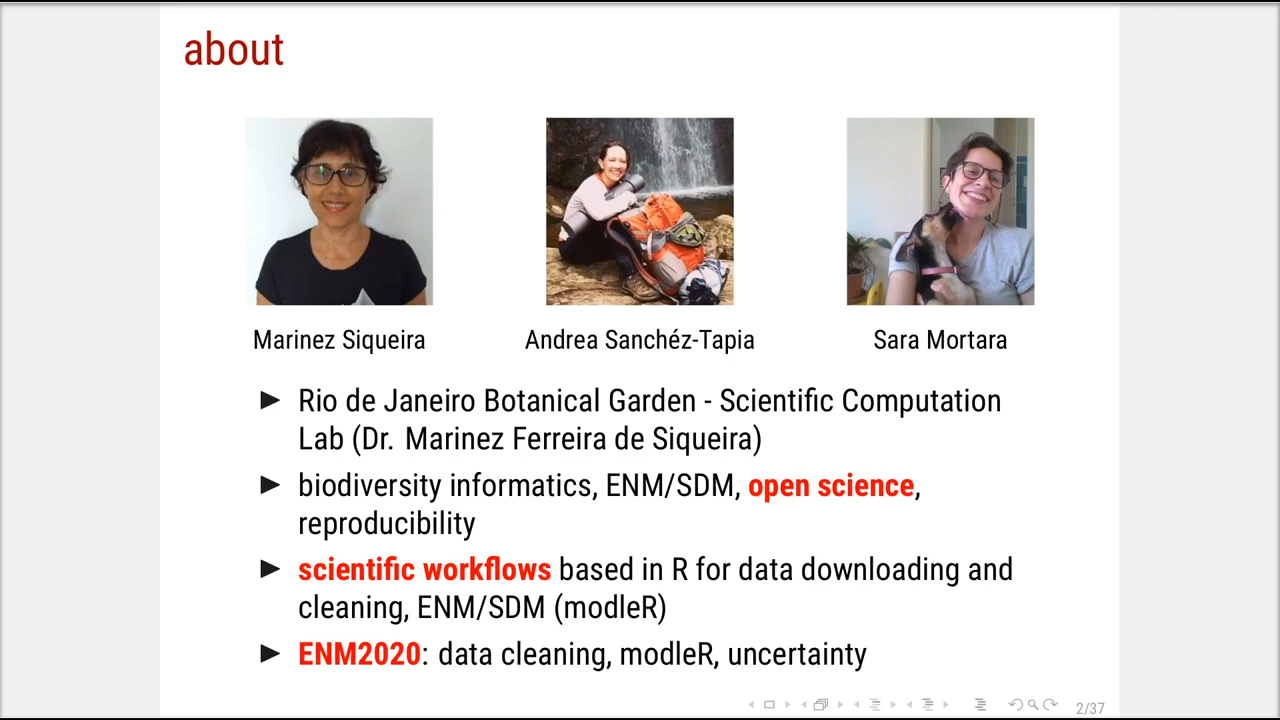 about
Marinez Siqueira
Andrea Sanchéz-Tapia
Sara Mortara
Rio de Janeiro Botanical Garden - Scientific Computation
Lab (Dr. Marinez Ferreira de Siqueira)
biodiversity informatics, ENM/SDM, open science,
reproducibility
scientific workflows based in R for data downloading and
cleaning, ENM/SDM (modleR)
ENM2020: data cleaning, modleR, uncertainty
2/37